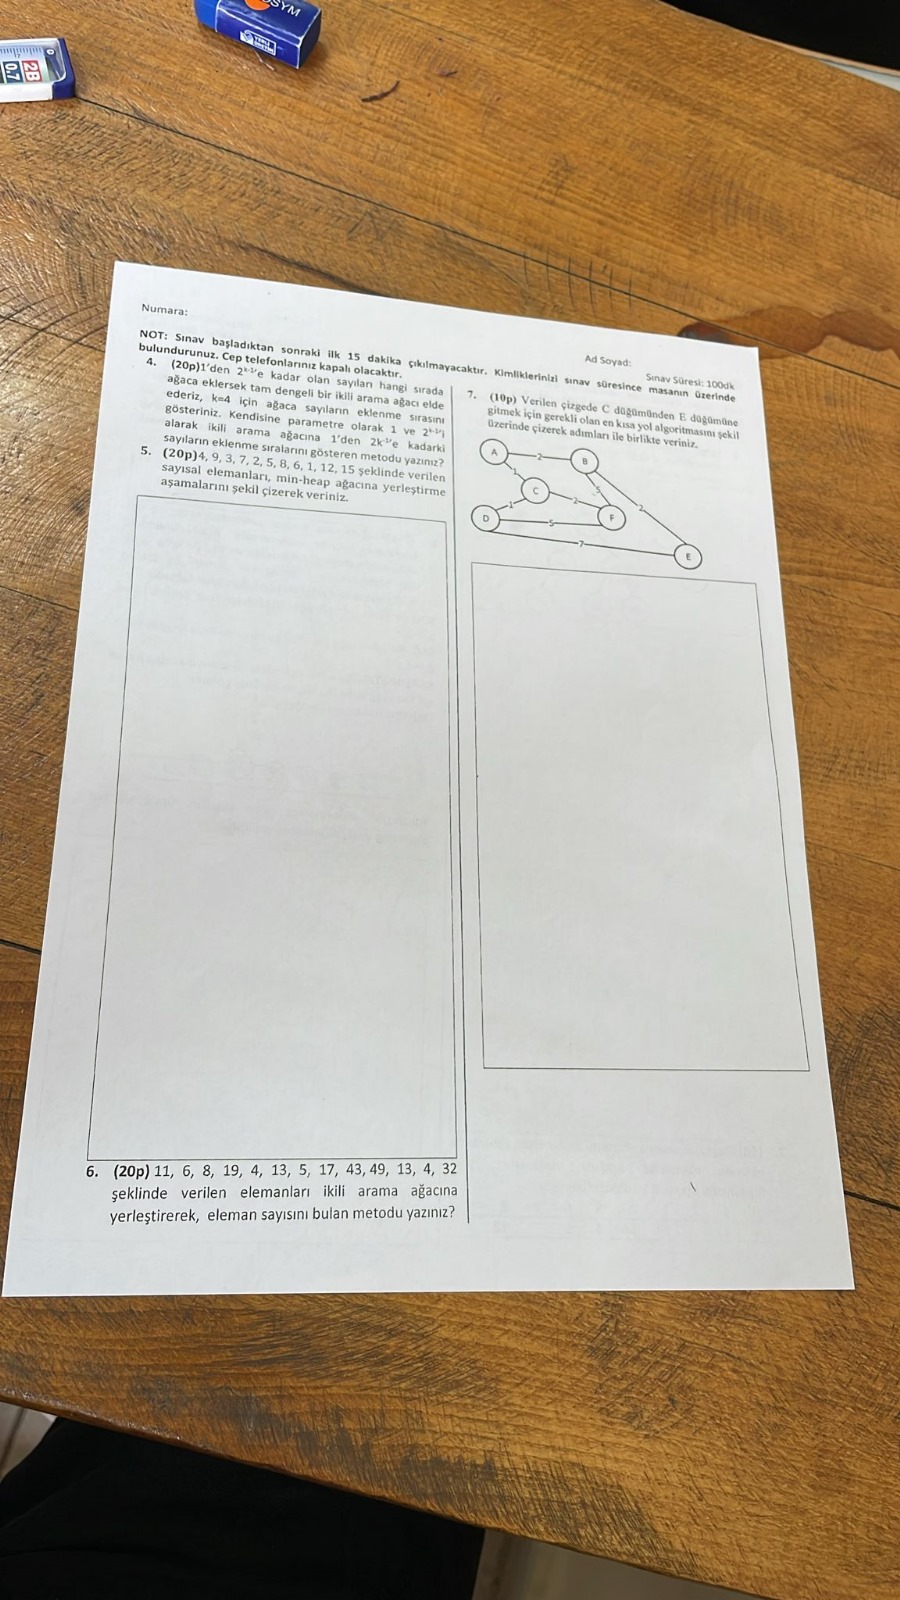 OSYM
YERLİ ÜRETİM
2B
0.7
Numara:
Ad Soyad:
Sınav Süresi: 100dk
NOT: Sınav başladıktan sonraki ilk 15 dakika çıkılmayacaktır. Kimliklerinizi sınav süresince masanın üzerinde
bulundurunuz. Cep telefonlarınız kapalı olacaktır.
4. (20p)1'den 2ᵏ⁻¹'e kadar olan sayıları hangi sırada
ağaca eklersek tam dengeli bir ikili arama ağacı elde
ederiz, k=4 için ağaca sayıların eklenme sırasını
gösteriniz. Kendisine parametre olarak 1 ve 2ᵏ⁻¹'i
alarak ikili arama ağacına 1'den 2kˉ¹'e kadarki
sayıların eklenme sıralarını gösteren metodu yazınız?
5. (20p)4, 9, 3, 7, 2, 5, 8, 6, 1, 12, 15 şeklinde verilen
sayısal elemanları, min-heap ağacına yerleştirme
aşamalarını şekil çizerek veriniz.
6. (20p) 11, 6, 8, 19, 4, 13, 5, 17, 43, 49, 13, 4, 32
şeklinde verilen elemanları ikili arama ağacına
yerleştirerek, eleman sayısını bulan metodu yazınız?
7. (10p) Verilen çizgede C düğümünden E düğümüne
gitmek için gerekli olan en kısa yol algoritmasını şekil
üzerinde çizerek adımları ile birlikte veriniz.
A 2 B
1 5
C 2 2
1
D 5 F
7 E